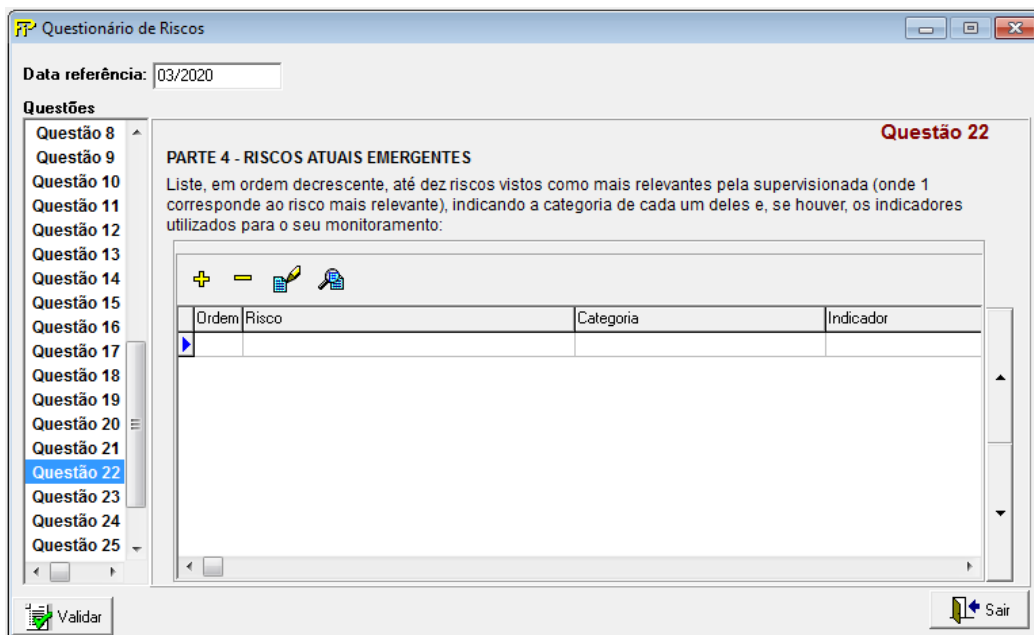 FIP Questionário de Riscos
Data referência: 03/2020
Questões
Questão 8
Questão 9
Questão 10
Questão 11
Questão 12
Questão 13
Questão 14
Questão 15
Questão 16
Questão 17
Questão 18
Questão 19
Questão 20
Questão 21
Questão 22
Questão 23
Questão 24
Questão 25
Questão 22
PARTE 4 - RISCOS ATUAIS EMERGENTES
Liste, em ordem decrescente, até dez riscos vistos como mais relevantes pela supervisionada (onde 1
corresponde ao risco mais relevante), indicando a categoria de cada um deles e, se houver, os indicadores
utilizados para o seu monitoramento:
Ordem Risco Categoria Indicador
Validar
Sair